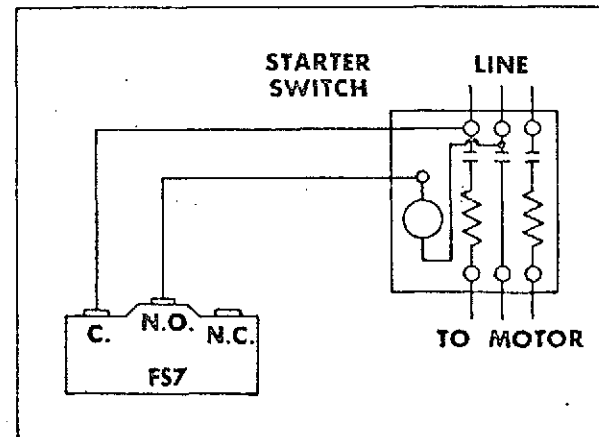 STARTER LINE
SWITCH
C. N.O. N.C.
FS7
TO MOTOR